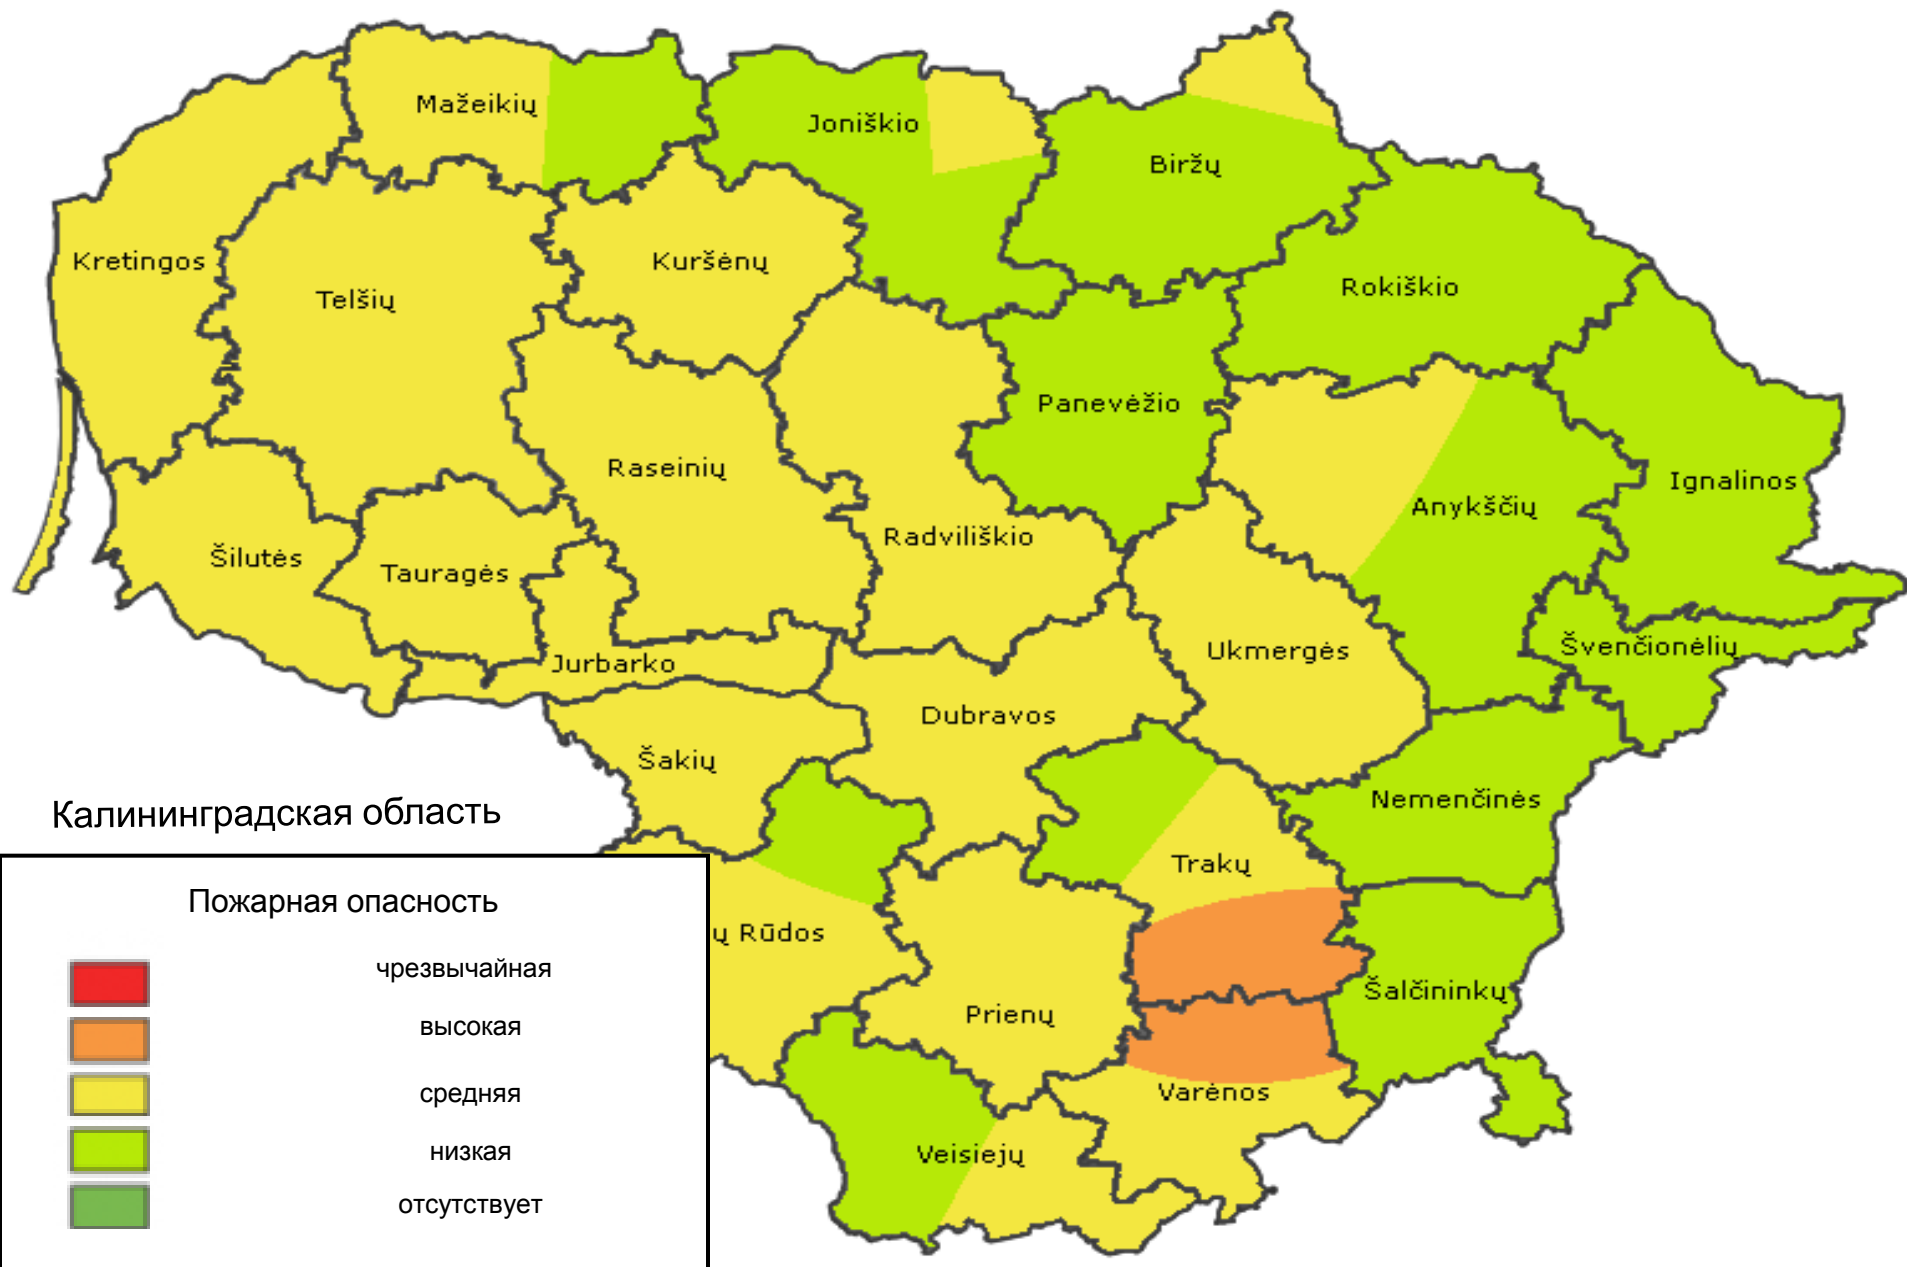 Mažeikių
Joniškio
Biržų
Kretingos
Telšių
Kuršėnų
Rokiškio
Panevėžio
Raseinių
Radviliškio
Anykščių
Ignalinos
Šilutės
Tauragės
Jurbarko
Ukmergės
Švenčionėlių
Dubravos
Šakių
Nemenčinės
Trakų
ų Rūdos
Prienų
Šalčininkų
Varėnos
Veisiejų
Калининградская область
Пожарная опасность
чрезвычайная
высокая
средняя
низкая
отсутствует